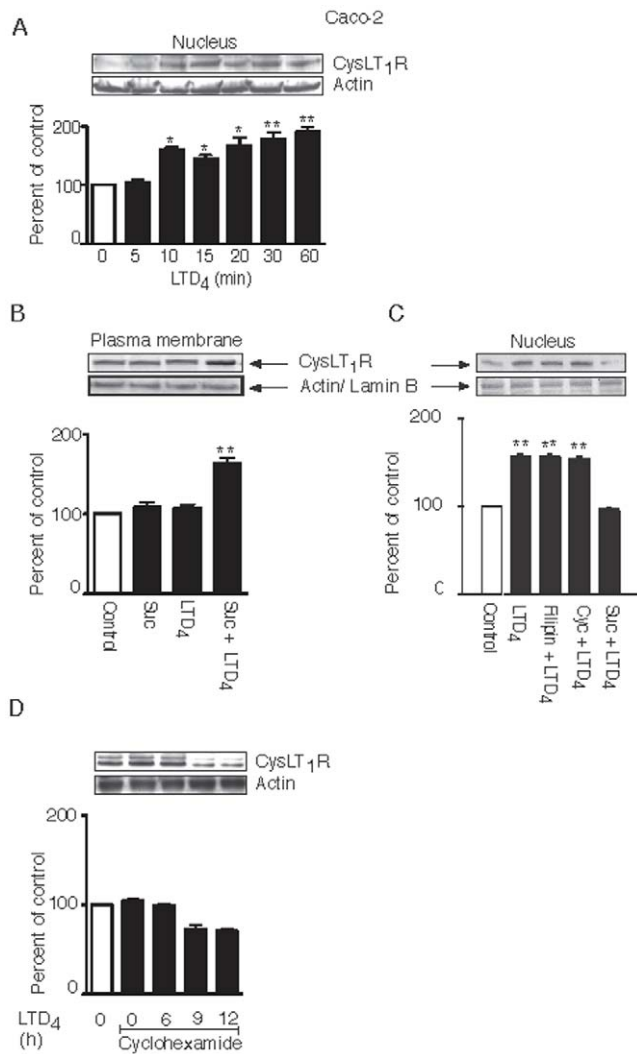 Caco-2
A
Nucleus
CysLT1R
Actin
Percent of control
200
100
0
* * * ** **
0 5 10 15 20 30 60
LTD4 (min)
B
Plasma membrane
CysLT1R
Actin/ Lamin B
Percent of control
200
100
0
**
Control
Suc
LTD4
Suc + LTD4
C
Nucleus
Percent of control
200
100
C
** ** **
Control
LTD4
Filipin + LTD4
Cyc + LTD4
Suc + LTD4
D
CysLT1R
Actin
Percent of control
200
100
0
LTD4 0 0 6 9 12
(h) Cyclohexamide